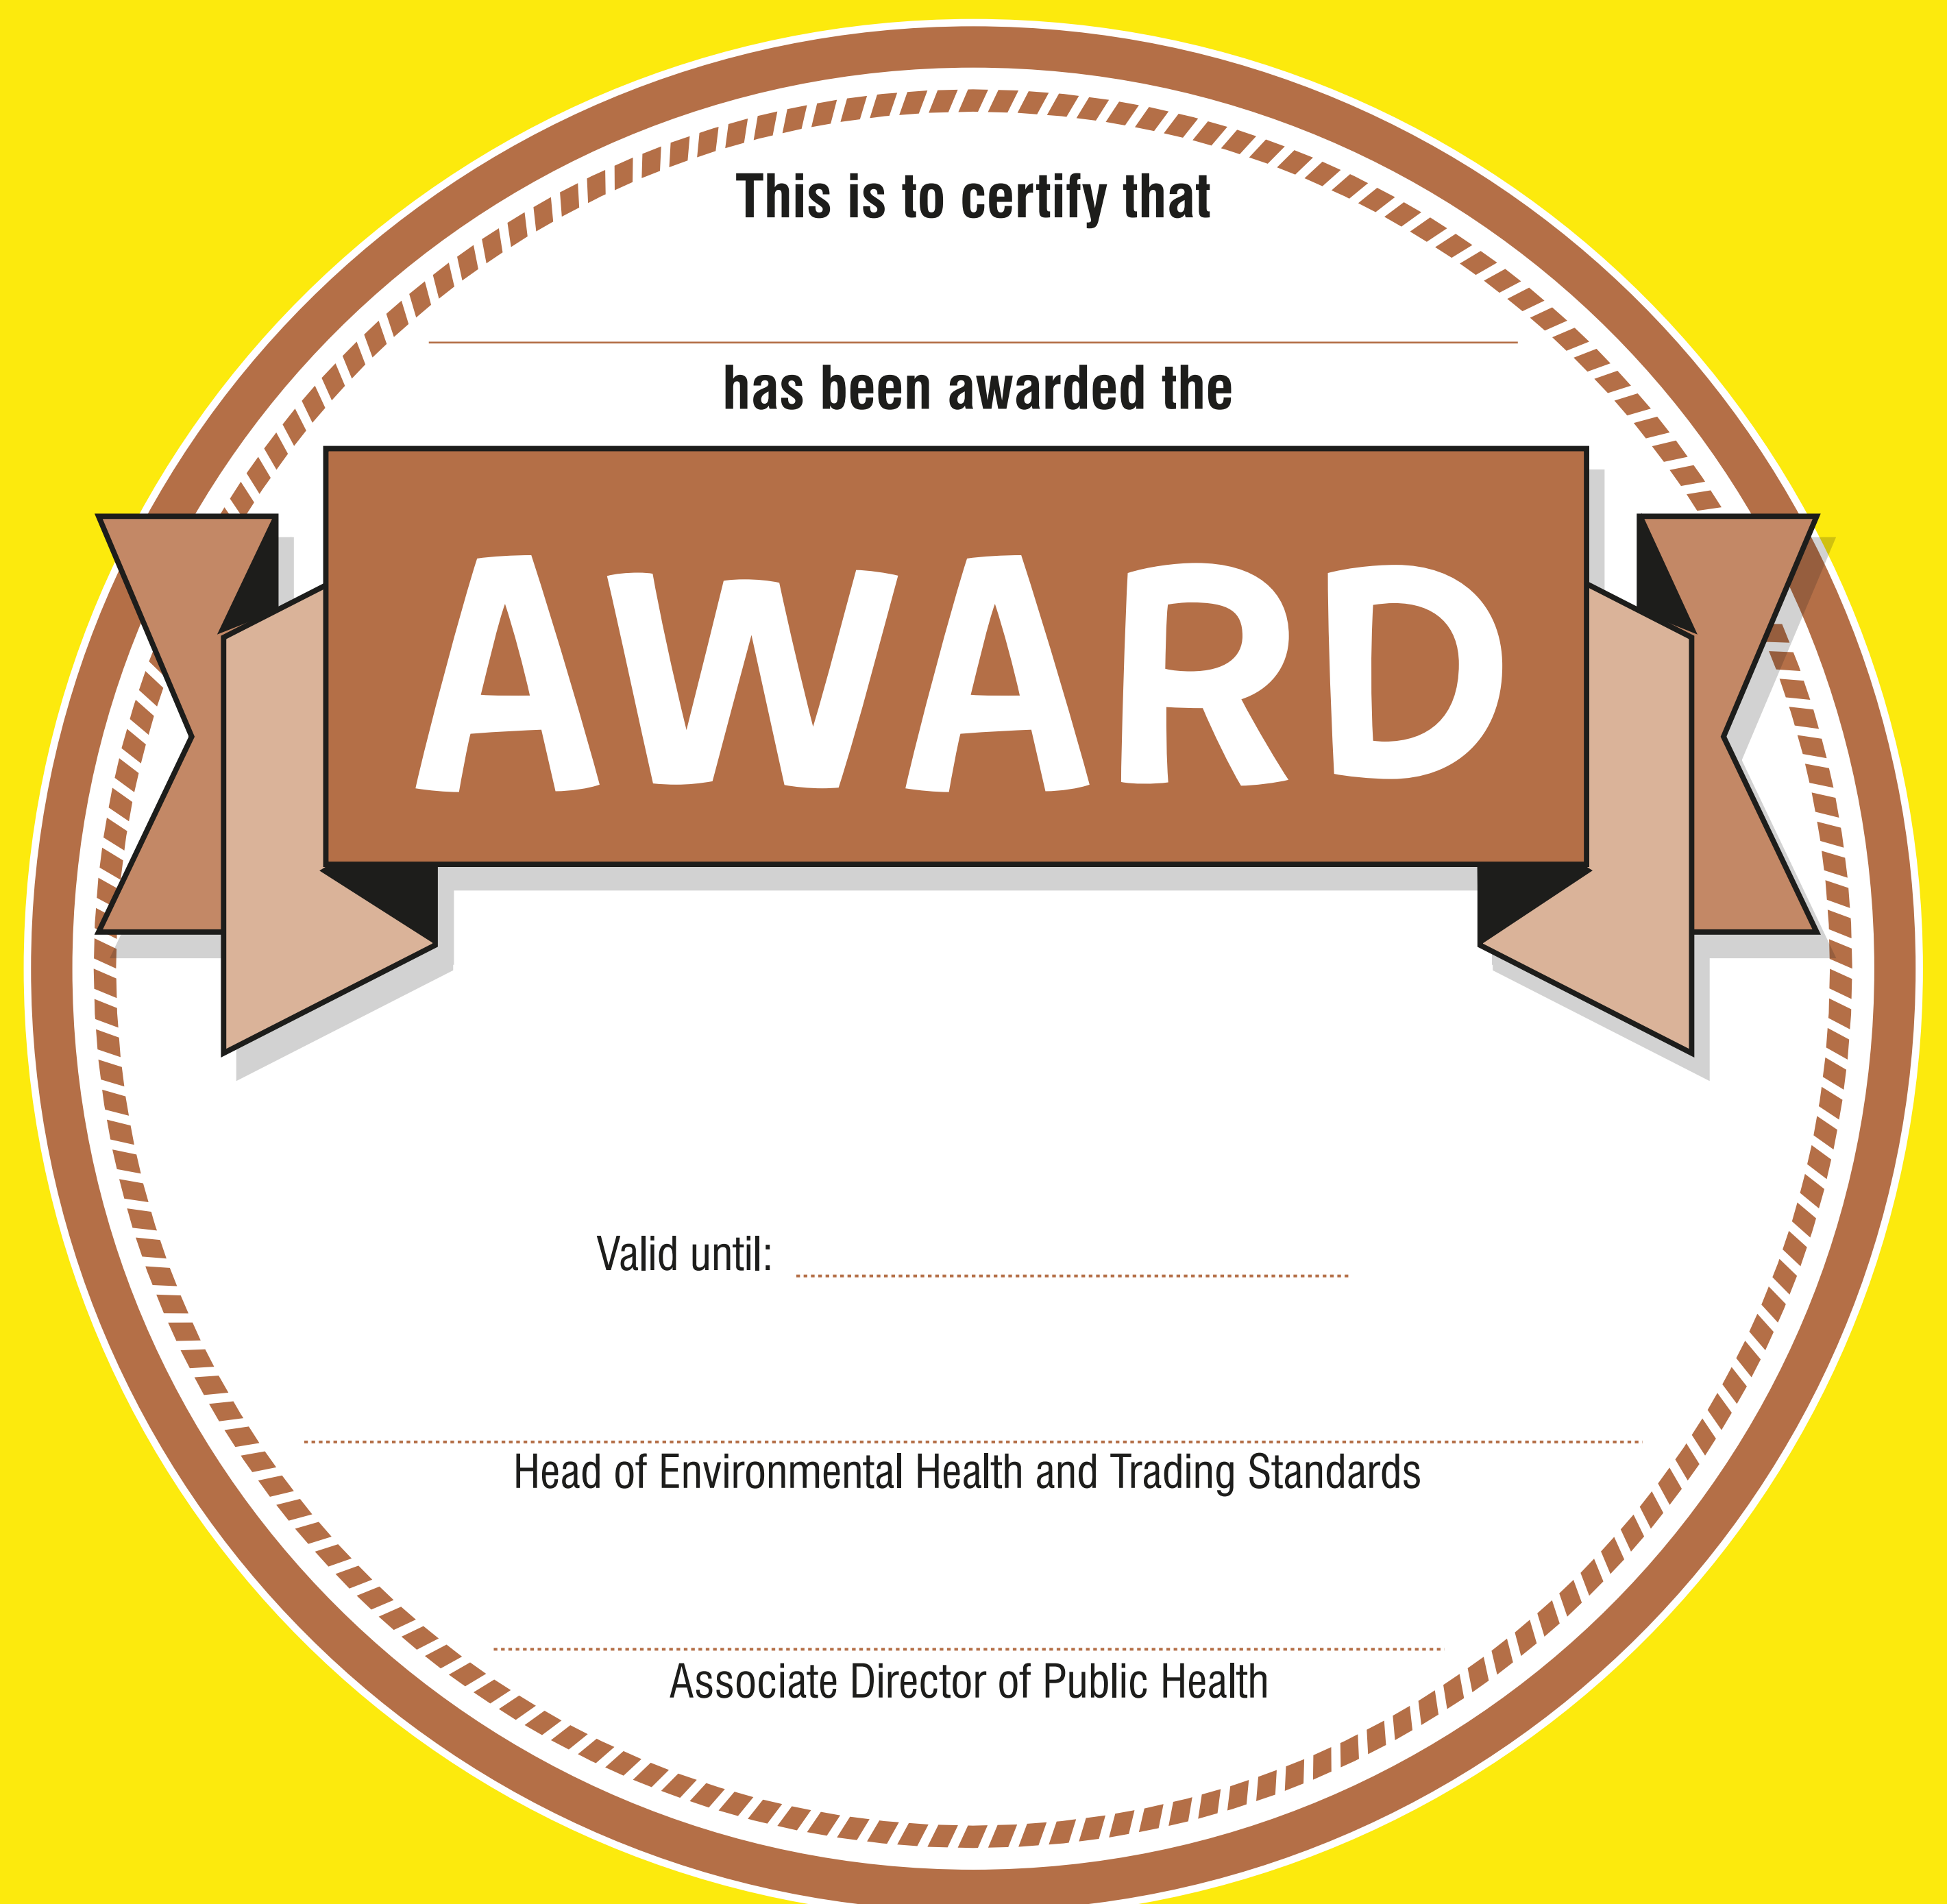 This is to certify that
has been awarded the
AWARD
Valid until:
Head of Environmental Health and Trading Standards
Associate Director of Public Health